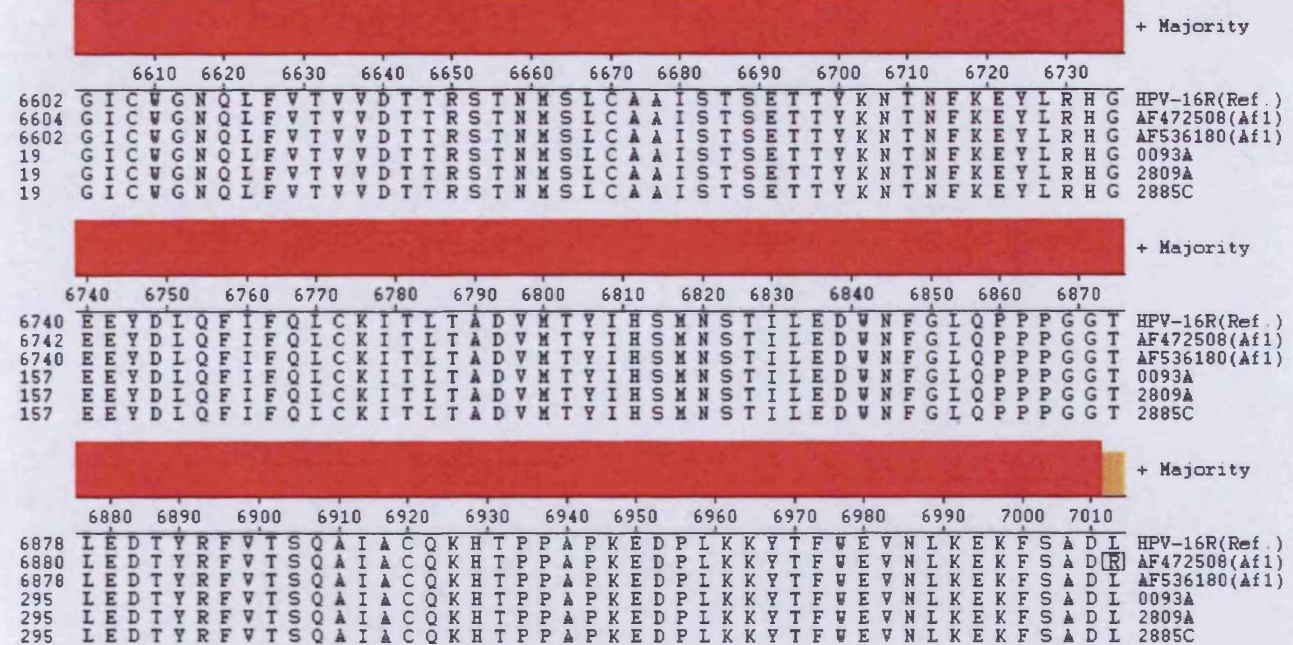 + Majority
6610 6620 6630 6640 6650 6660 6670 6680 6690 6700 6710 6720 6730
6602 G I C W G N Q L F V T V V D T T R S T N M S L C A A I S T S E T T Y K N T N F K E Y L R H G HPV-16R(Ref.)
6604 G I C W G N Q L F V T V V D T T R S T N M S L C A A I S T S E T T Y K N T N F K E Y L R H G AF472508(Af1)
6602 G I C W G N Q L F V T V V D T T R S T N M S L C A A I S T S E T T Y K N T N F K E Y L R H G AF536180(Af1)
19 G I C W G N Q L F V T V V D T T R S T N M S L C A A I S T S E T T Y K N T N F K E Y L R H G 0093A
19 G I C W G N Q L F V T V V D T T R S T N M S L C A A I S T S E T T Y K N T N F K E Y L R H G 2809A
19 G I C W G N Q L F V T V V D T T R S T N M S L C A A I S T S E T T Y K N T N F K E Y L R H G 2885C
+ Majority
6740 6750 6760 6770 6780 6790 6800 6810 6820 6830 6840 6850 6860 6870
6740 E E Y D L Q F I F Q L C K I T L T A D V M T Y I H S M N S T I L E D W N F G L Q P P P G G T HPV-16R(Ref.)
6742 E E Y D L Q F I F Q L C K I T L T A D V M T Y I H S M N S T I L E D W N F G L Q P P P G G T AF472508(Af1)
6740 E E Y D L Q F I F Q L C K I T L T A D V M T Y I H S M N S T I L E D W N F G L Q P P P G G T AF536180(Af1)
157 E E Y D L Q F I F Q L C K I T L T A D V M T Y I H S M N S T I L E D W N F G L Q P P P G G T 0093A
157 E E Y D L Q F I F Q L C K I T L T A D V M T Y I H S M N S T I L E D W N F G L Q P P P G G T 2809A
157 E E Y D L Q F I F Q L C K I T L T A D V M T Y I H S M N S T I L E D W N F G L Q P P P G G T 2885C
+ Majority
6880 6890 6900 6910 6920 6930 6940 6950 6960 6970 6980 6990 7000 7010
6878 L E D T Y R F V T S Q A I A C Q K H T P P A P K E D P L K K Y T F W E V N L K E K F S A D L HPV-16R(Ref.)
6880 L E D T Y R F V T S Q A I A C Q K H T P P A P K E D P L K K Y T F W E V N L K E K F S A D R AF472508(Af1)
6878 L E D T Y R F V T S Q A I A C Q K H T P P A P K E D P L K K Y T F W E V N L K E K F S A D L AF536180(Af1)
295 L E D T Y R F V T S Q A I A C Q K H T P P A P K E D P L K K Y T F W E V N L K E K F S A D L 0093A
295 L E D T Y R F V T S Q A I A C Q K H T P P A P K E D P L K K Y T F W E V N L K E K F S A D L 2809A
295 L E D T Y R F V T S Q A I A C Q K H T P P A P K E D P L K K Y T F W E V N L K E K F S A D L 2885C